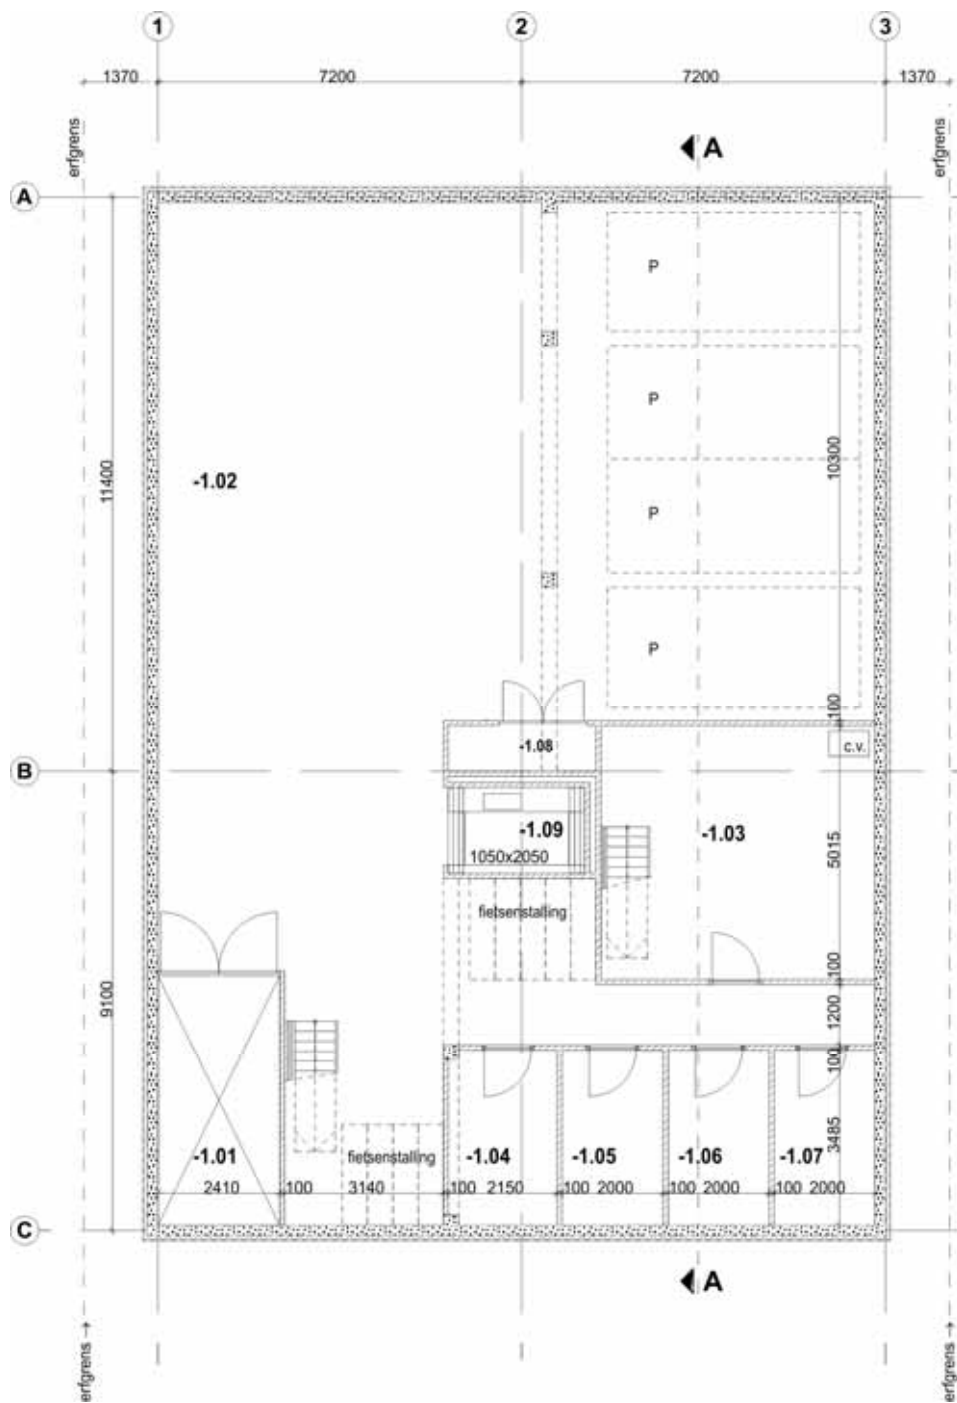 1 2 3
1370 7200 7200 1370
erfgrens
erfgrens
A
A
P
P
11400
-1.02
10300
P
P
100
-1.08
c.v.
B
-1.09
-1.03
1050x2050
5015
fietsenstalling
100
9100
1200
100
3485
-1.01
fietsenstalling
-1.04
-1.05
-1.06
-1.07
2410 100 3140 100 2150 100 2000 100 2000 100 2000
C
A
erfgrens →
erfgrens →